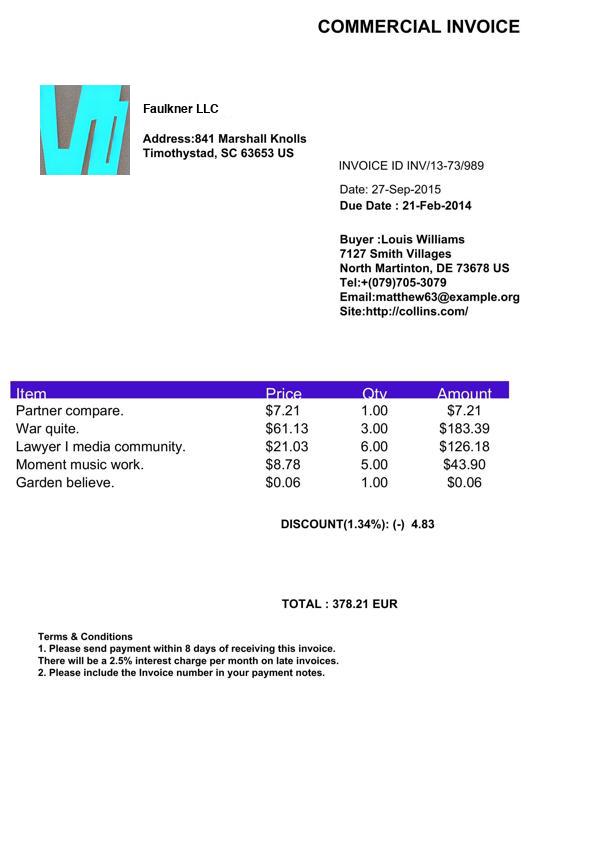 COMMERCIAL INVOICE
Faulkner LLC
Address:841 Marshall Knolls
Timothystad, SC 63653 US
INVOICE ID INV/13-73/989
Date: 27-Sep-2015
Due Date : 21-Feb-2014
Buyer :Louis Williams
7127 Smith Villages
North Martinton, DE 73678 US
Tel:+(079)705-3079
Email:matthew63@example.org
Site:http://collins.com/
Item Price Qty Amount
Partner compare. $7.21 1.00 $7.21
War quite. $61.13 3.00 $183.39
Lawyer I media community. $21.03 6.00 $126.18
Moment music work. $8.78 5.00 $43.90
Garden believe. $0.06 1.00 $0.06
DISCOUNT(1.34%): (-) 4.83
TOTAL : 378.21 EUR
Terms & Conditions
1. Please send payment within 8 days of receiving this invoice.
There will be a 2.5% interest charge per month on late invoices.
2. Please include the Invoice number in your payment notes.